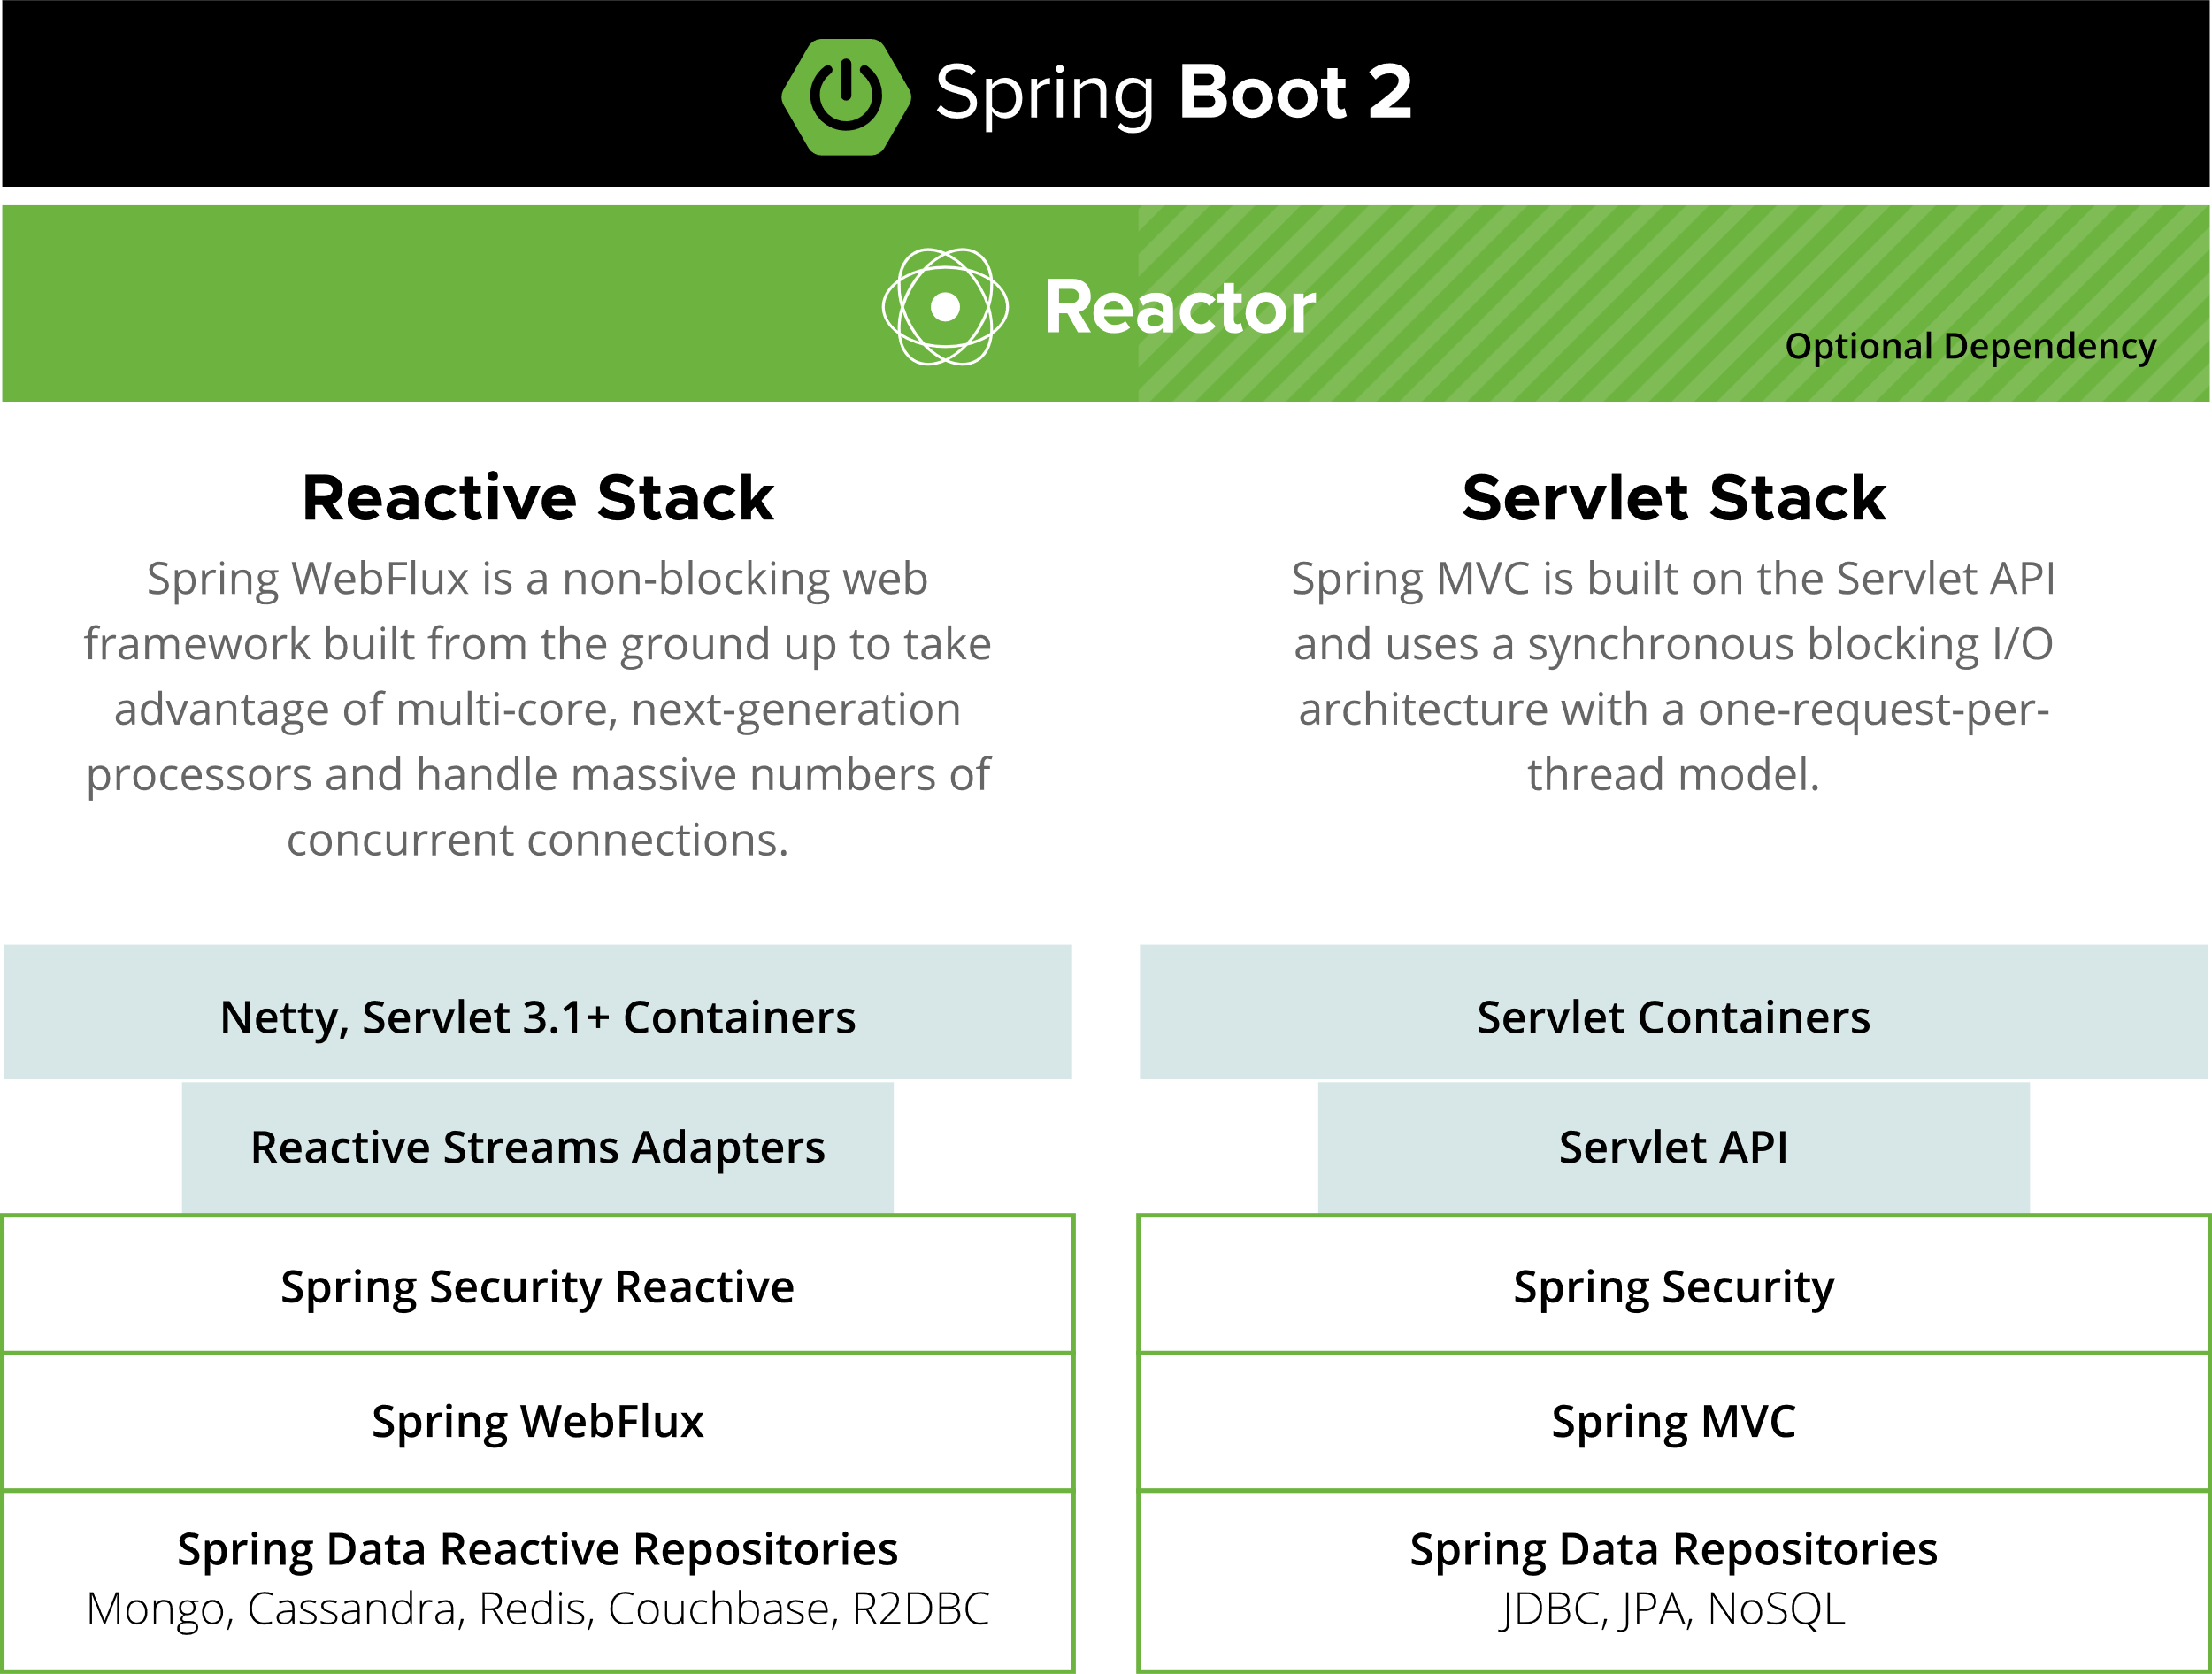 Spring Boot 2
Reactor
Optional Dependency
Reactive Stack
Spring WebFlux is a non-blocking web
framework built from the ground up to take
advantage of multi-core, next-generation
processors and handle massive numbers of
concurrent connections.
Servlet Stack
Spring MVC is built on the Servlet API
and uses a synchronous blocking I/O
architecture with a one-request-per-
thread model.
Netty, Servlet 3.1+ Containers
Reactive Streams Adapters
Spring Security Reactive
Spring WebFlux
Spring Data Reactive Repositories
Mongo, Cassandra, Redis, Couchbase, R2DBC
Servlet Containers
Servlet API
Spring Security
Spring MVC
Spring Data Repositories
JDBC, JPA, NoSQL